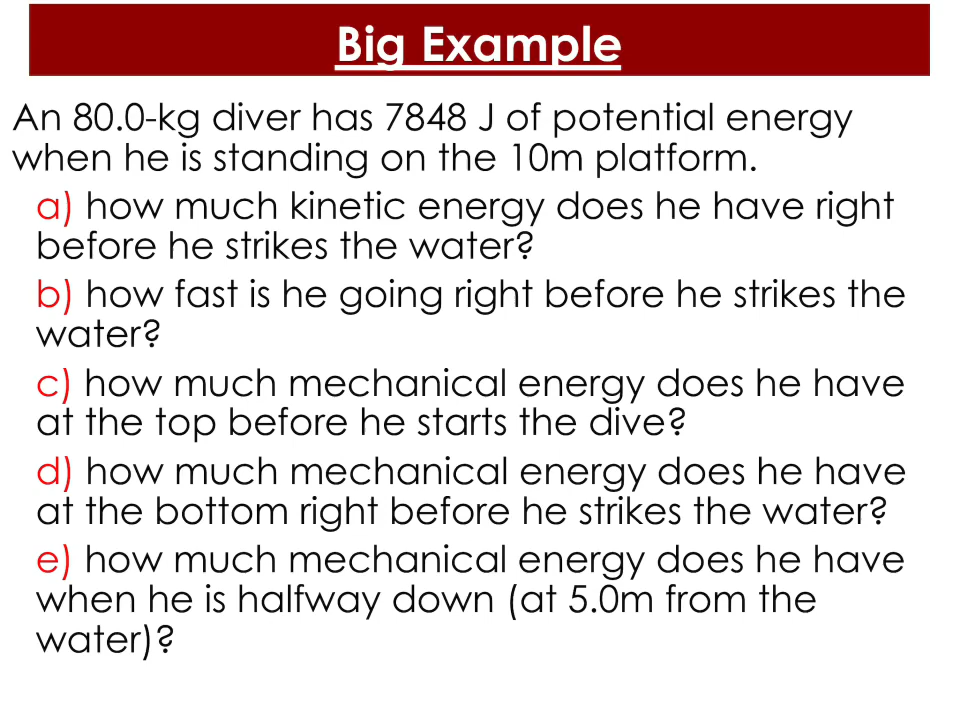 Big Example
An 80.0-kg diver has 7848 J of potential energy
when he is standing on the 10m platform.
a) how much kinetic energy does he have right
before he strikes the water?
b) how fast is he going right before he strikes the
water?
c) how much mechanical energy does he have
at the top before he starts the dive?
d) how much mechanical energy does he have
at the bottom right before he strikes the water?
e) how much mechanical energy does he have
when he is halfway down (at 5.0m from the
water)?